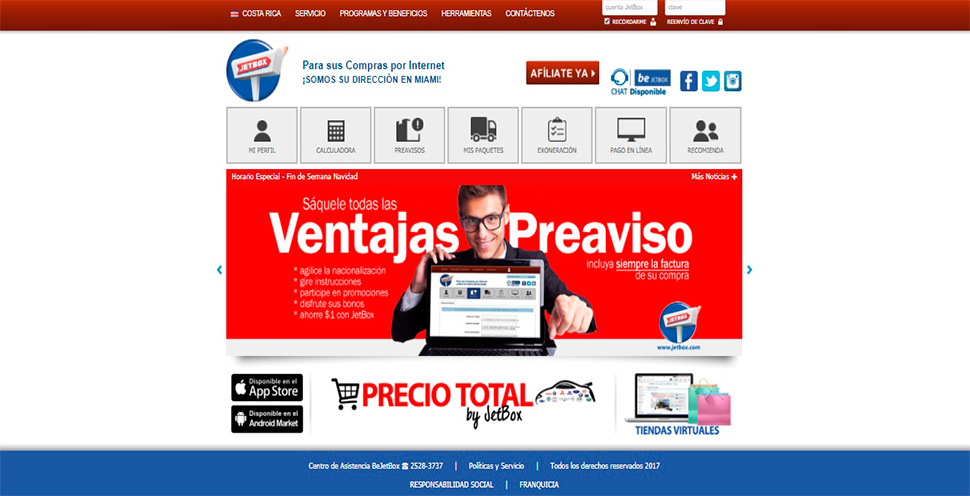 COSTA RICA SERVICIO PROGRAMAS Y BENEFICIOS HERRAMIENTAS CONTÁCTENOS
cuenta JetBox clave
RECORDARME REENVÍO DE CLAVE
JETBOX
Para sus Compras por Internet
¡SOMOS SU DIRECCIÓN EN MIAMI!
AFÍLIATE YA
be JETBOX
CHAT Disponible
MI PERFIL CALCULADORA PREAVISOS MIS PAQUETES EXONERACIÓN PAGO EN LÍNEA RECOMIENDA
Horario Especial - Fin de Semana Navidad Más Noticias
Sáquele todas las
Ventajas Preaviso
incluya siempre la factura
de su compra
* agilice la nacionalización
* gire instrucciones
* participe en promociones
* disfrute sus bonos
* ahorre $1 con JetBox
JETBOX
www.jetbox.com
Disponible en el
App Store
Disponible en el
Android Market
PRECIO TOTAL
by JetBox
TIENDAS VIRTUALES
Centro de Asistencia BeJetBox ☎ 2528-3737 | Políticas y Servicio | Todos los derechos reservados 2017
RESPONSABILIDAD SOCIAL | FRANQUICIA